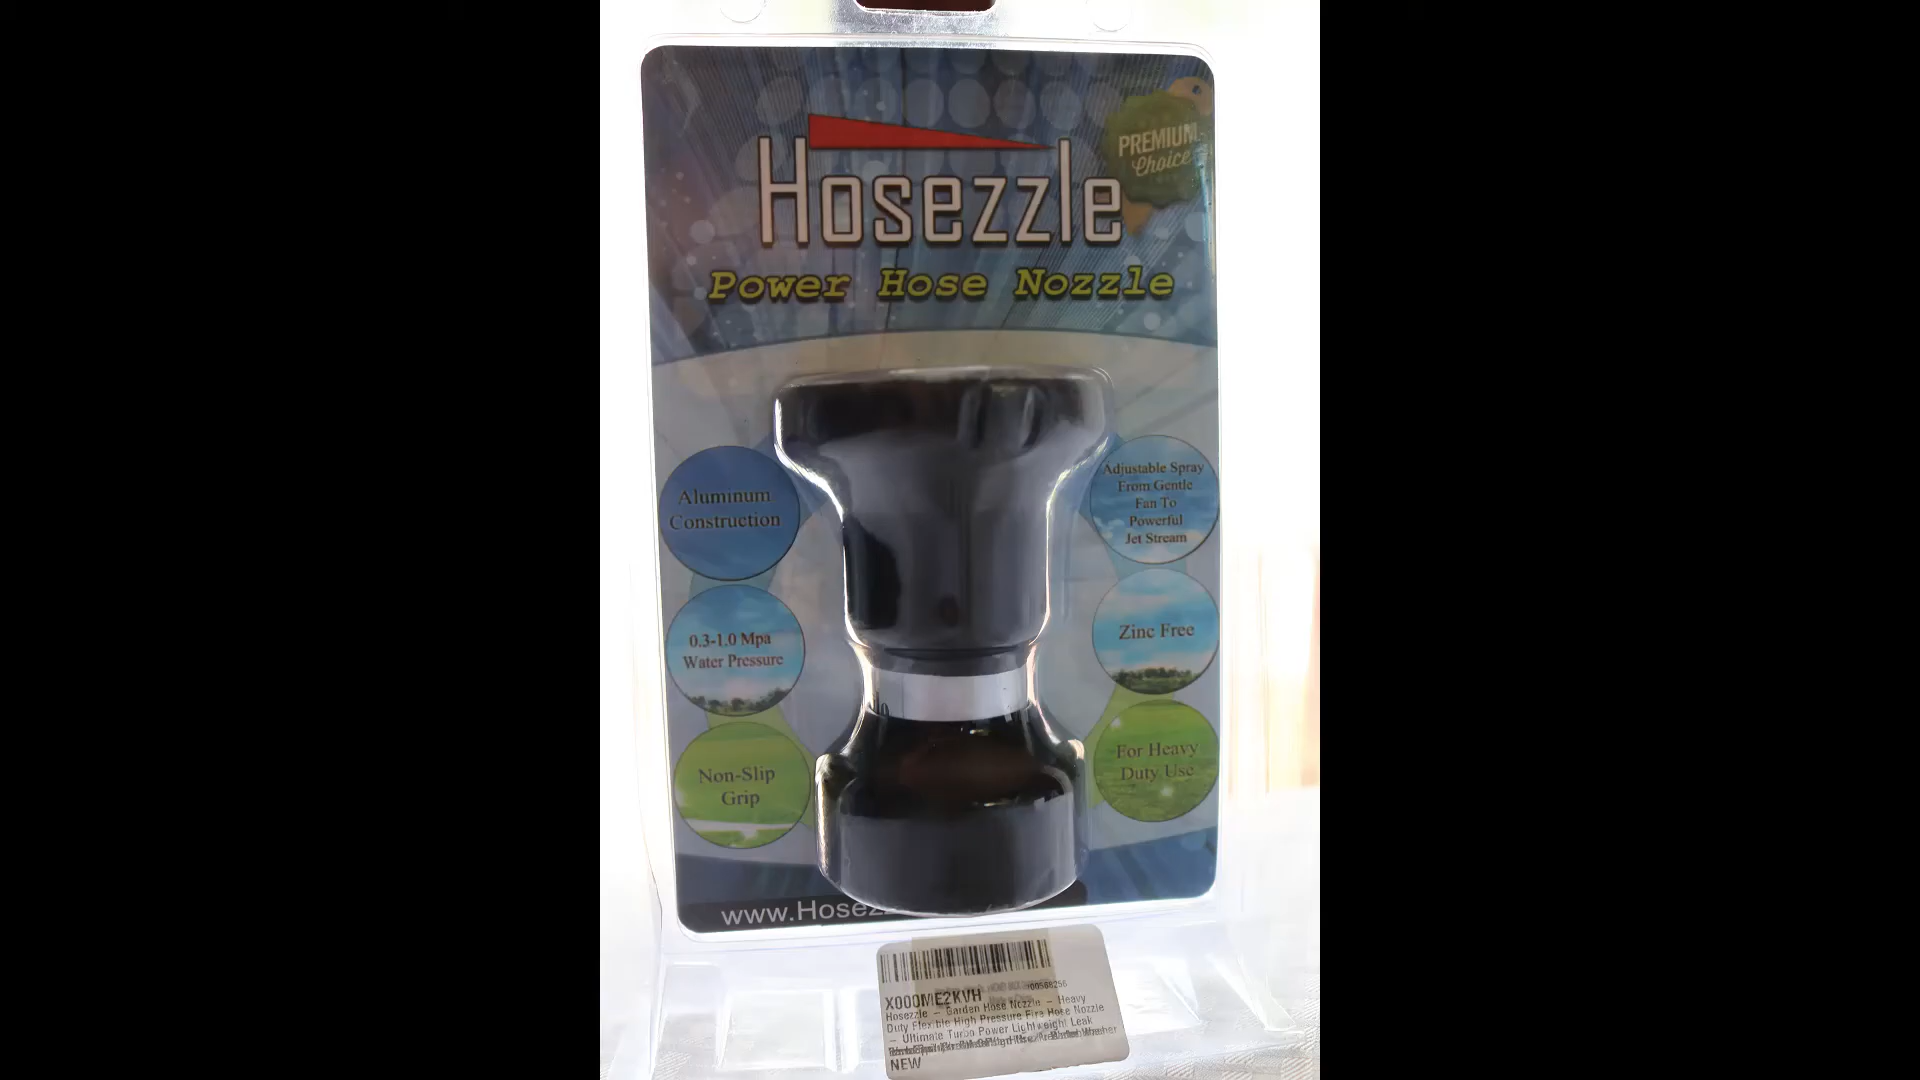 PREMIUM
Choice
Hosezzle
Power Hose Nozzle
Aluminum
Construction
0.3-1.0 Mpa
Water Pressure
Non-Slip
Grip
Adjustable Spray
From Gentle
Fan To
Powerful
Jet Stream
Zinc Free
For Heavy
Duty Use
www.Hosezz
X000ME2KVH
Hosezzle – Garden Hose Nozzle – Heavy
Duty Flexible High Pressure Fire Hose Nozzle
– Ultimate Turbo Power Lightweight Leak
NEW